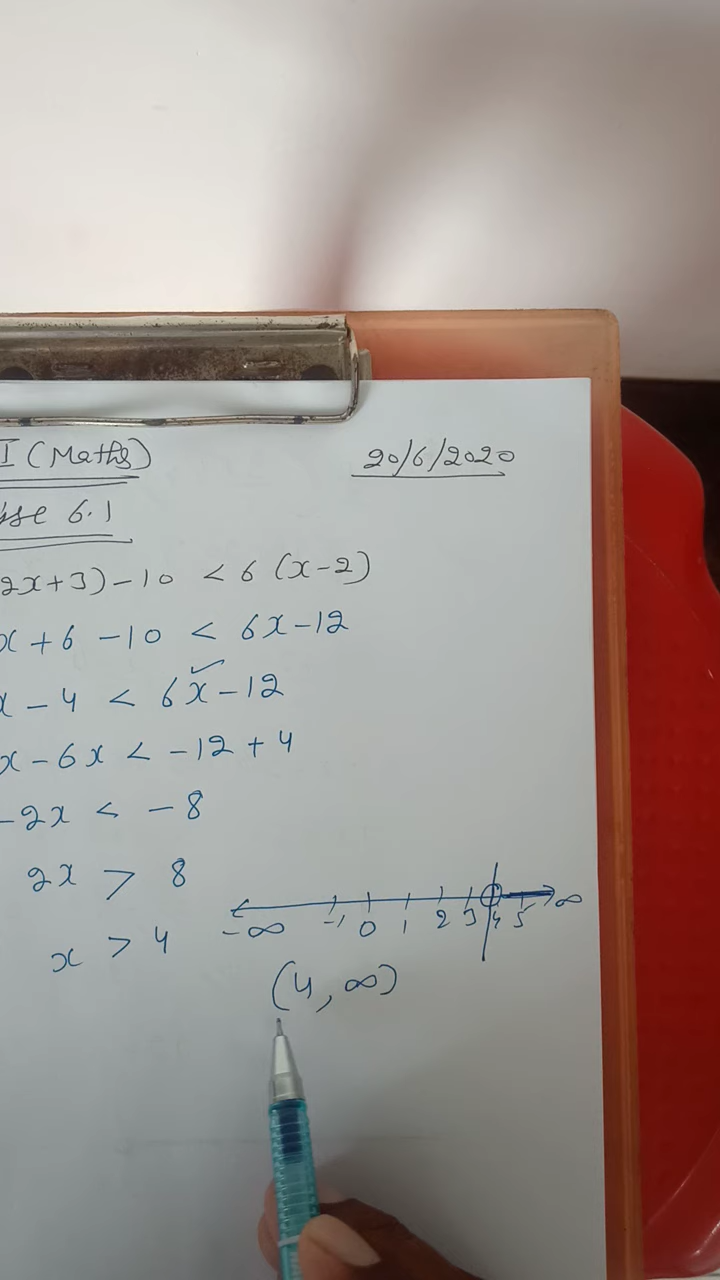 I (Maths) 20/6/2020
6.1
2x+3)-10 < 6 (x-2)
x + 6 - 10 < 6x-12
x - 4 < 6x - 12
x - 6x < -12 + 4
-2x < -8
2x > 8
-∞ -1 0 1 2 3 4 5 ∞
x > 4
(4, ∞)